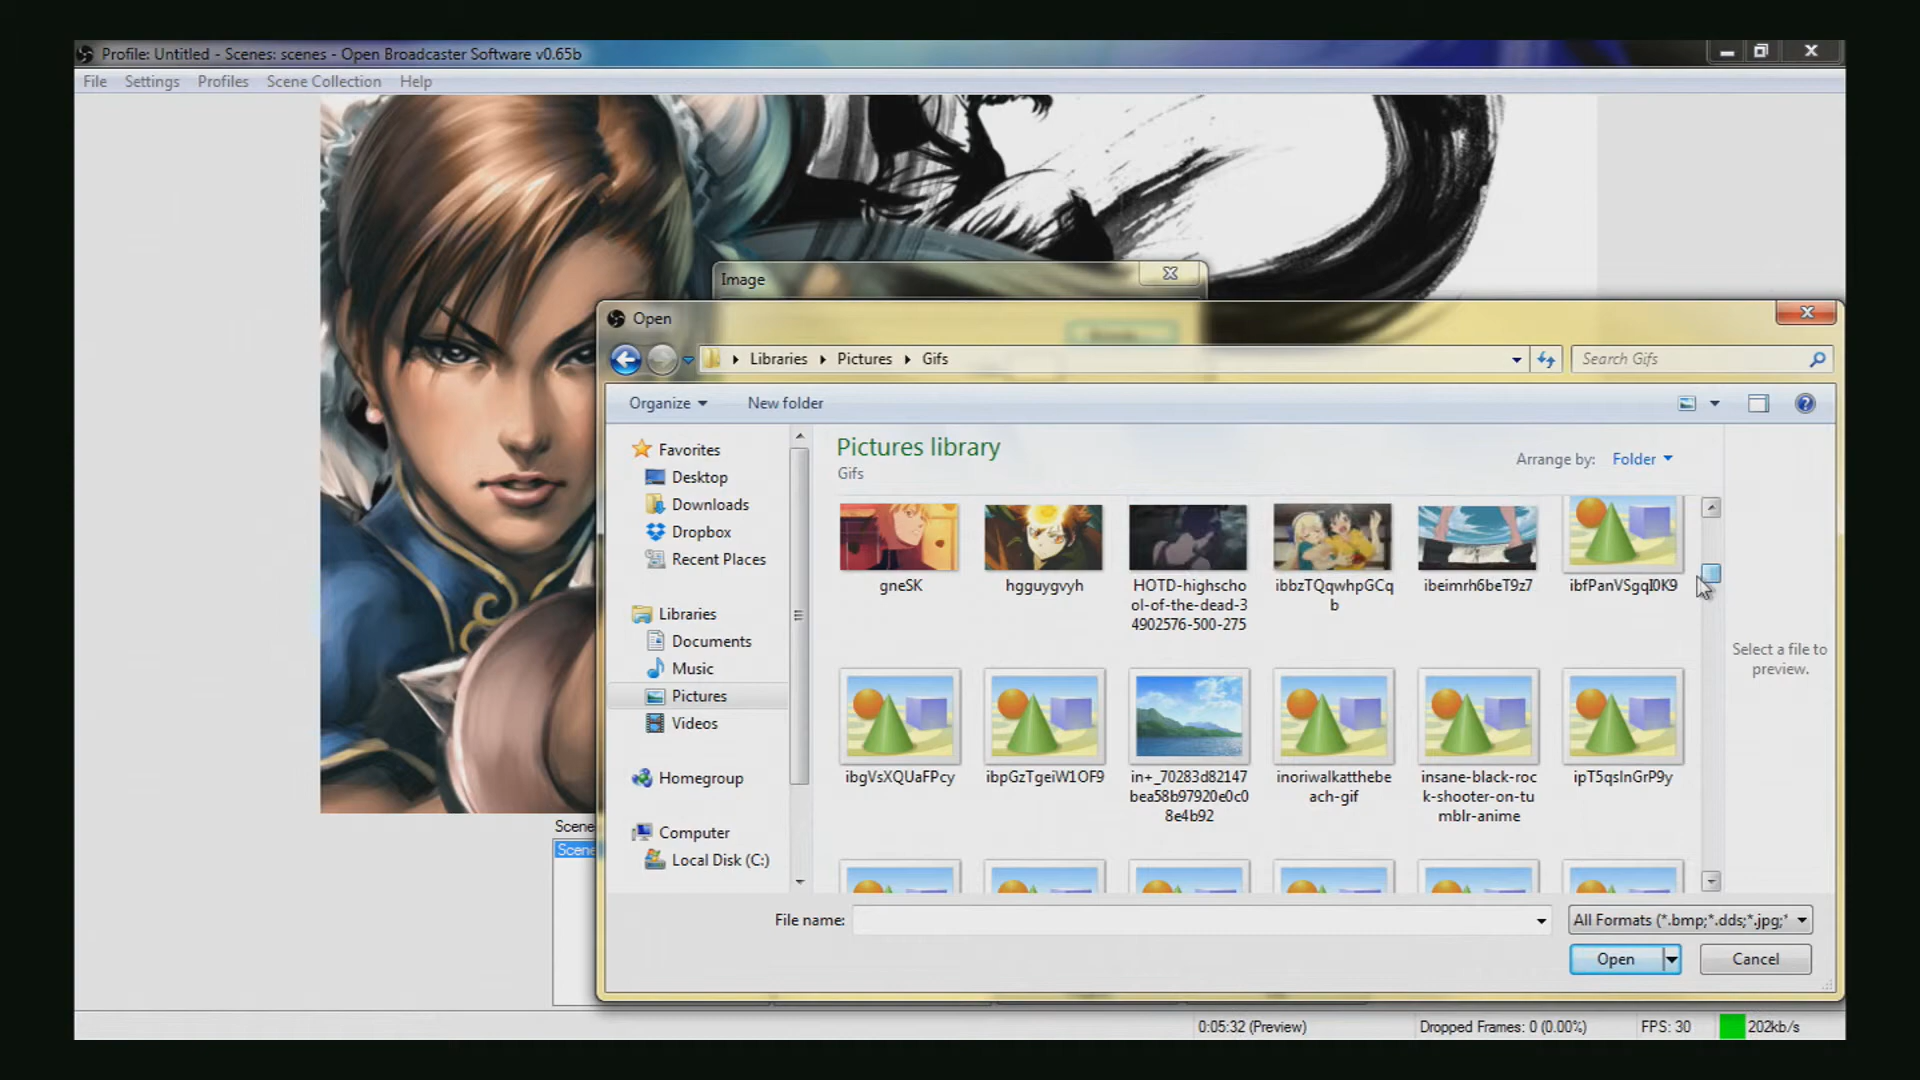 Profile: Untitled - Scenes: scenes - Open Broadcaster Software v0.65b
File Settings Profiles Scene Collection Help
Image
Open
Libraries Pictures Gifs
Search Gifs
Organize New folder
Favorites
Desktop
Downloads
Dropbox
Recent Places
Libraries
Documents
Music
Pictures
Videos
Homegroup
Computer
Local Disk (C:)
Pictures library
Gifs
Arrange by: Folder
gneSK
hgguygvyh
HOTD-highscho
ol-of-the-dead-3
4902576-500-275
ibbzTQqwhpGCq
b
ibeimrh6beT9z7
ibfPanVSgqI0K9
ibgVsXQUaFPcy
ibpGzTgeiW1OF9
in+_70283d82147
bea58b97920e0c0
8e4b92
inoriwalkatthebe
ach-gif
insane-black-roc
k-shooter-on-tu
mblr-anime
ipT5qsInGrP9y
Select a file to
preview.
File name:
All Formats (*.bmp;*.dds;*.jpg;*
Open Cancel
Scene
Scene
0:05:32 (Preview) Dropped Frames: 0 (0.00%) FPS: 30 202kb/s